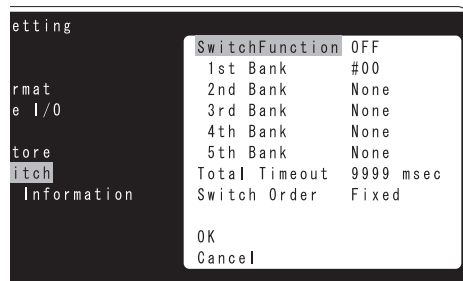 etting
rmat
e I/O
tore
itch
Information
SwitchFunction OFF
1st Bank #00
2nd Bank None
3rd Bank None
4th Bank None
5th Bank None
Total Timeout 9999 msec
Switch Order Fixed
OK
Cancel